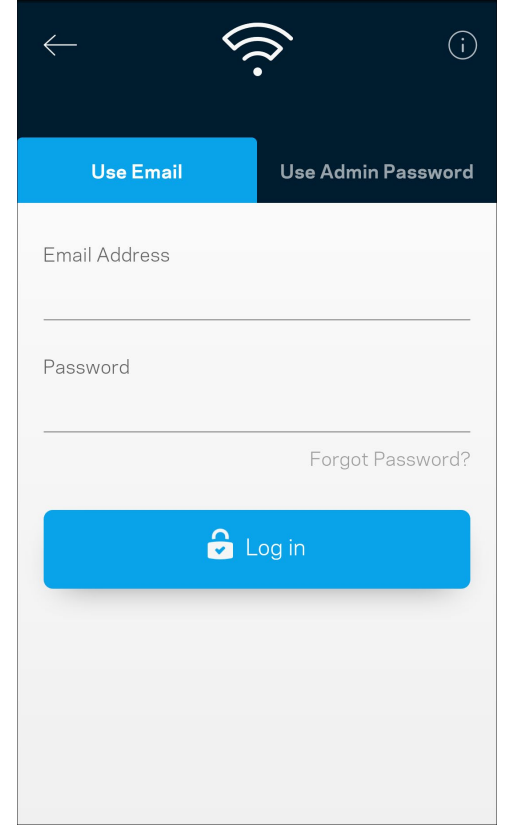 Use Email
Use Admin Password
Email Address
Password
Forgot Password?
Log in